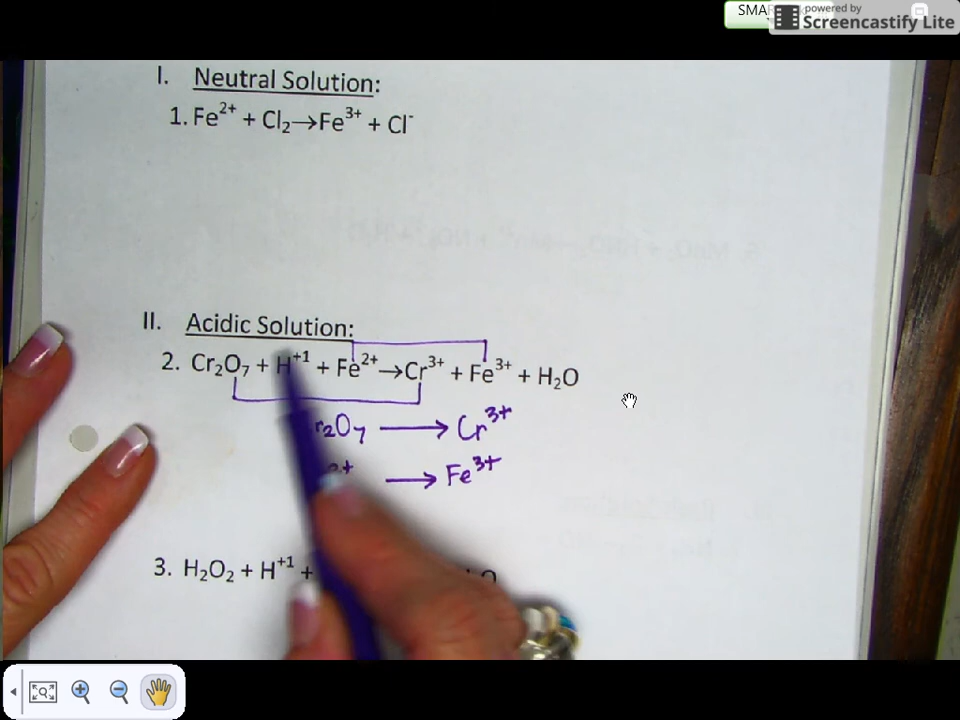 SMA
powered by
Screencastify Lite
I. Neutral Solution:
1. Fe²⁺ + Cl₂→Fe³⁺ + Cl⁻
II. Acidic Solution:
2. Cr₂O₇ + H⁺¹ + Fe²⁺→Cr³⁺ + Fe³⁺ + H₂O
r₂O₇ → Cr³⁺
→ Fe³⁺
3. H₂O₂ + H⁺¹ +